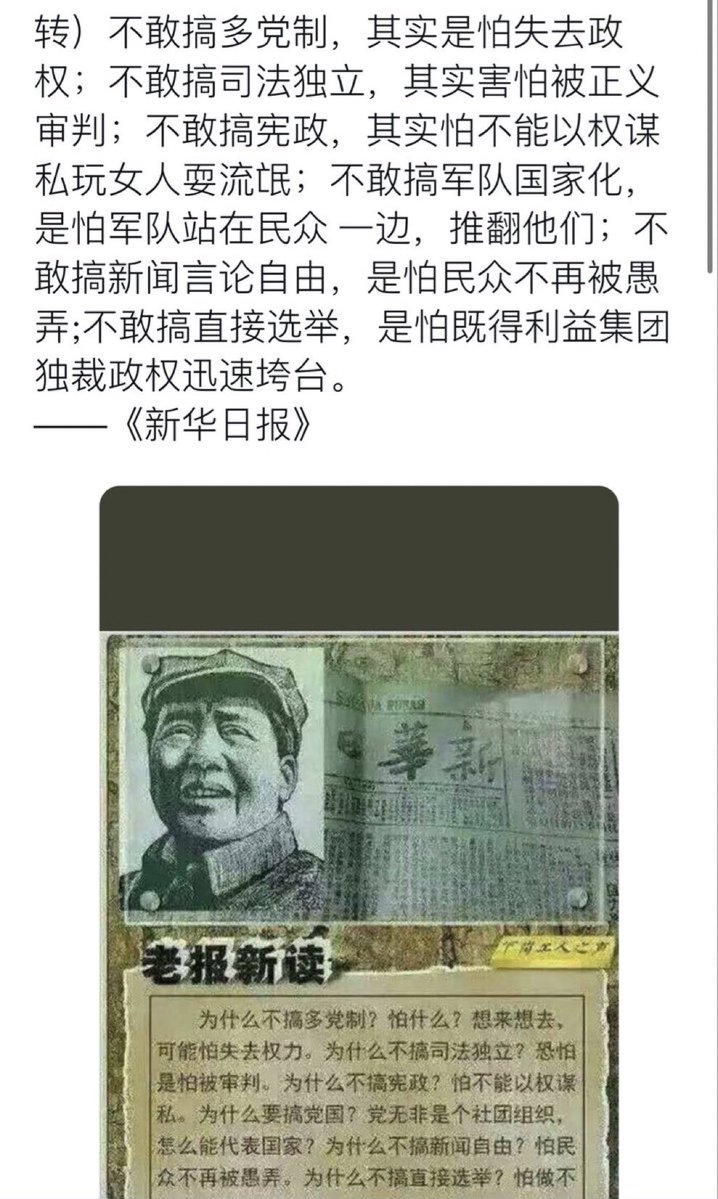 转）不敢搞多党制，其实是怕失去政
权；不敢搞司法独立，其实害怕被正义
审判；不敢搞宪政，其实怕不能以权谋
私玩女人耍流氓；不敢搞军队国家化，
是怕军队站在民众 一边，推翻他们；不
敢搞新闻言论自由，是怕民众不再被愚
弄;不敢搞直接选举，是怕既得利益集团
独裁政权迅速垮台。
——《新华日报》
華新
老报新读
下岗工人之声
为什么不搞多党制？怕什么？想来想去，
可能怕失去权力。为什么不搞司法独立？恐怕
是怕被审判。为什么不搞宪政？怕不能以权谋
私。为什么要搞党国？党无非是个社团组织，
怎么能代表国家？为什么不搞新闻自由？怕民
众不再被愚弄。为什么不搞直接选举？怕做不